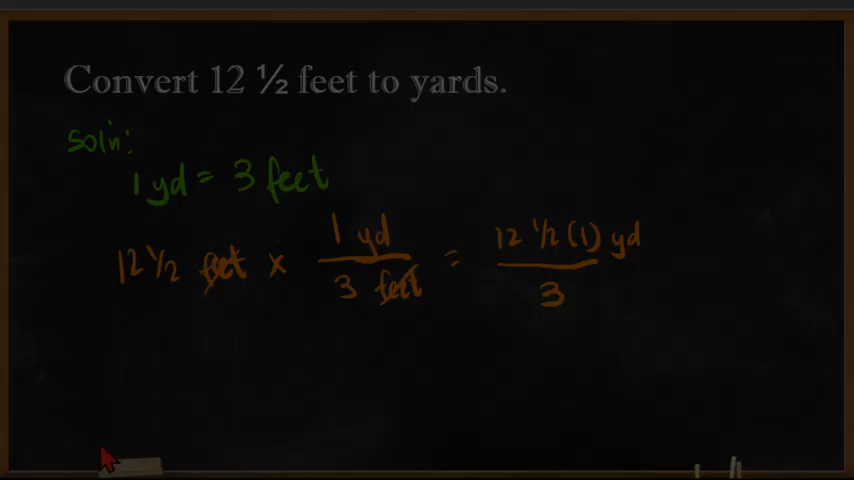 Convert 12 ½ feet to yards.
Sol'n:
1 yd = 3 feet
12 1/2 feet x 1 yd / 3 feet = 12 1/2 (1) yd / 3